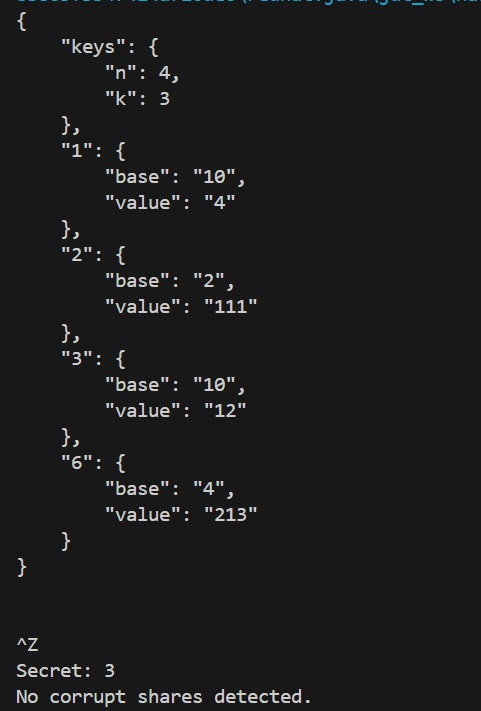 {
    "keys": {
        "n": 4,
        "k": 3
    },
    "1": {
        "base": "10",
        "value": "4"
    },
    "2": {
        "base": "2",
        "value": "111"
    },
    "3": {
        "base": "10",
        "value": "12"
    },
    "6": {
        "base": "4",
        "value": "213"
    }
}
^Z
Secret: 3
No corrupt shares detected.